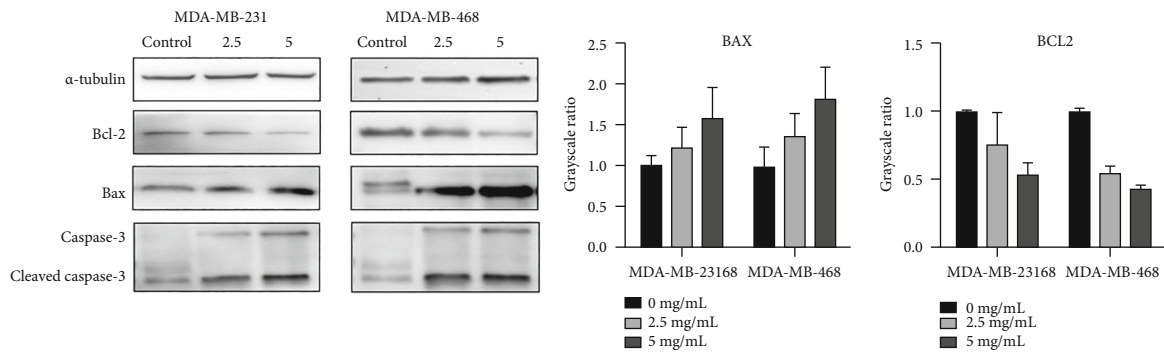 MDA-MB-231 MDA-MB-468
Control 2.5 5 Control 2.5 5
α-tubulin
Bcl-2
Bax
Caspase-3
Cleaved caspase-3
BAX
Grayscale ratio
2.5
2.0
1.5
1.0
0.5
0.0
MDA-MB-23168 MDA-MB-468
0 mg/mL
2.5 mg/mL
5 mg/mL
BCL2
Grayscale ratio
1.5
1.0
0.5
0.0
MDA-MB-23168 MDA-MB-468
0 mg/mL
2.5 mg/mL
5 mg/mL